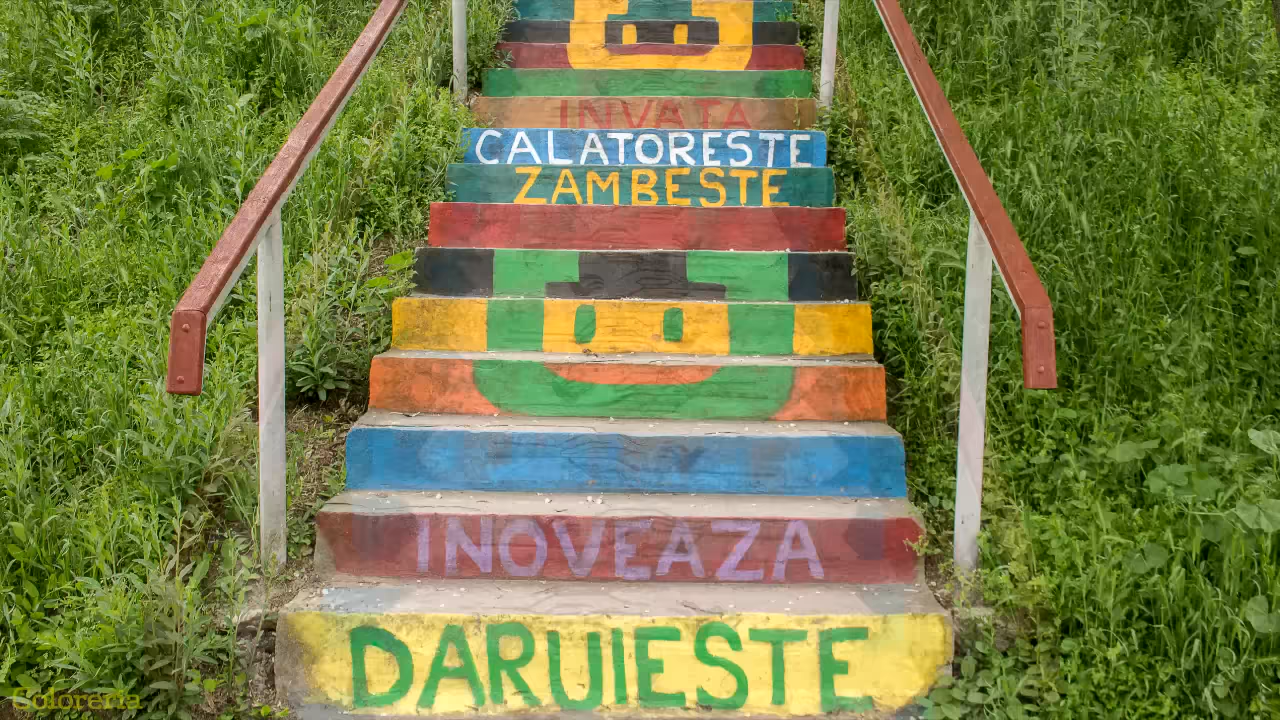 INVATA
CALATORESTE
ZAMBESTE
INOVEAZA
DARUIESTE
Coloreria